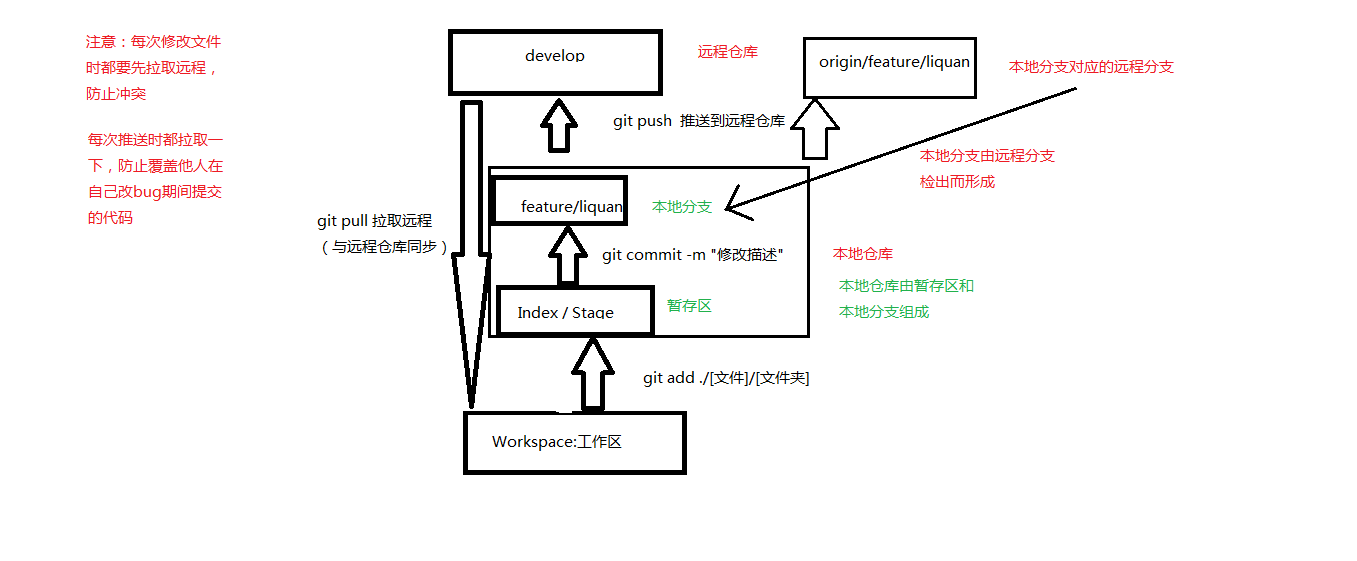 注意：每次修改文件
时都要先拉取远程，
防止冲突
每次推送时都拉取一
下，防止覆盖他人在
自己改bug期间提交
的代码
develop
远程仓库
origin/feature/liquan
本地分支对应的远程分支
git push 推送到远程仓库
本地分支由远程分支
检出而形成
git pull 拉取远程
（与远程仓库同步）
feature/liquan
本地分支
git commit -m "修改描述"
本地仓库
本地仓库由暂存区和
本地分支组成
Index / Stage
暂存区
git add ./[文件]/[文件夹]
Workspace:工作区